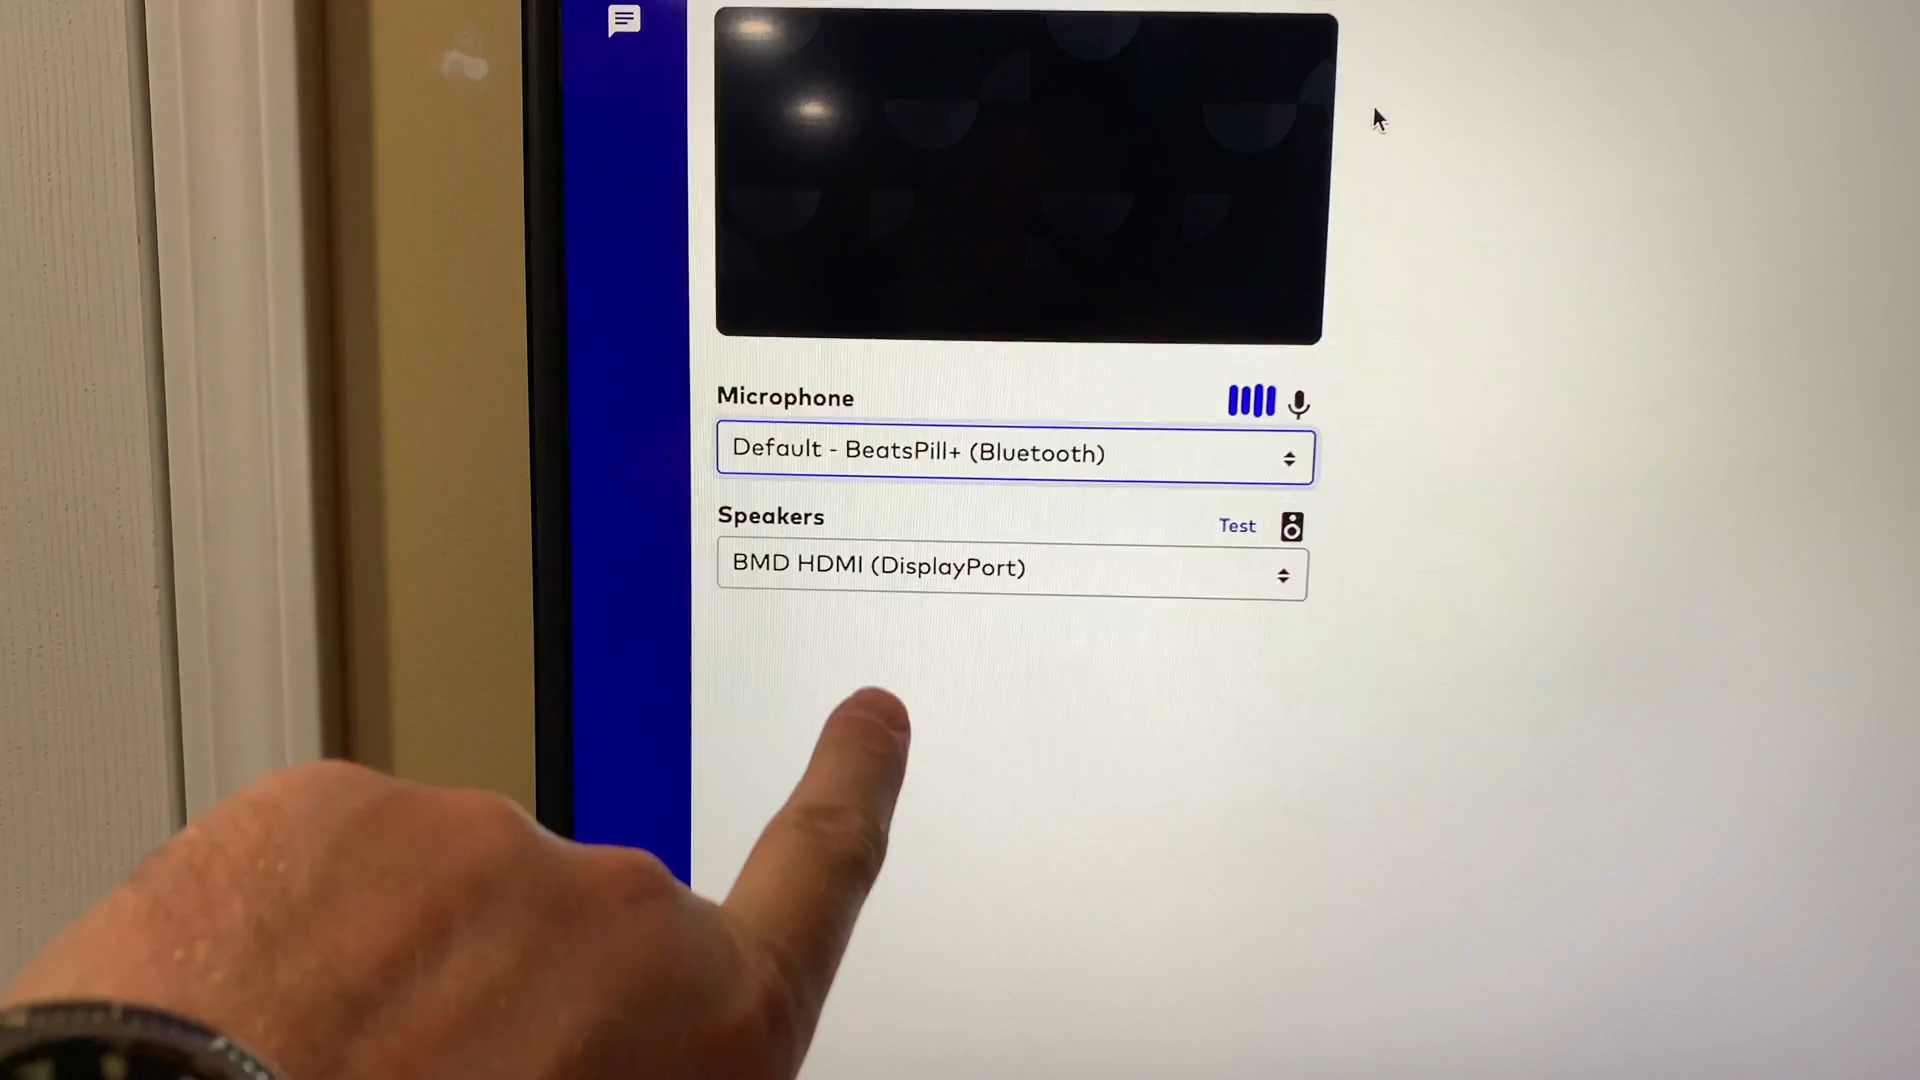 Microphone
Default - BeatsPill+ (Bluetooth)
Speakers
Test
BMD HDMI (DisplayPort)